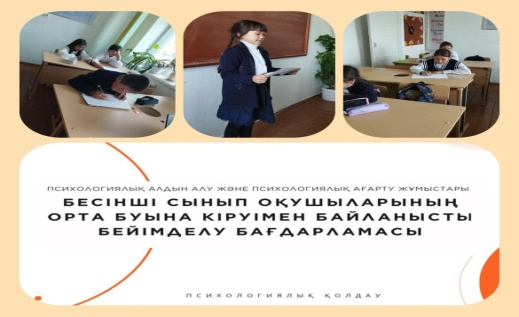 ПСИХОЛОГИЯЛЫҚ АЛДЫН АЛУ ЖӘНЕ ПСИХОЛОГИЯЛЫҚ АҒАРТУ ЖҰМЫСТАРЫ
БЕСІНШІ СЫНЫП ОҚУШЫЛАРЫНЫҢ
ОРТА БУЫНА КІРУІМЕН БАЙЛАНЫСТЫ
БЕЙІМДЕЛУ БАҒДАРЛАМАСЫ
ПСИХОЛОГИЯЛЫҚ ҚОЛДАУ